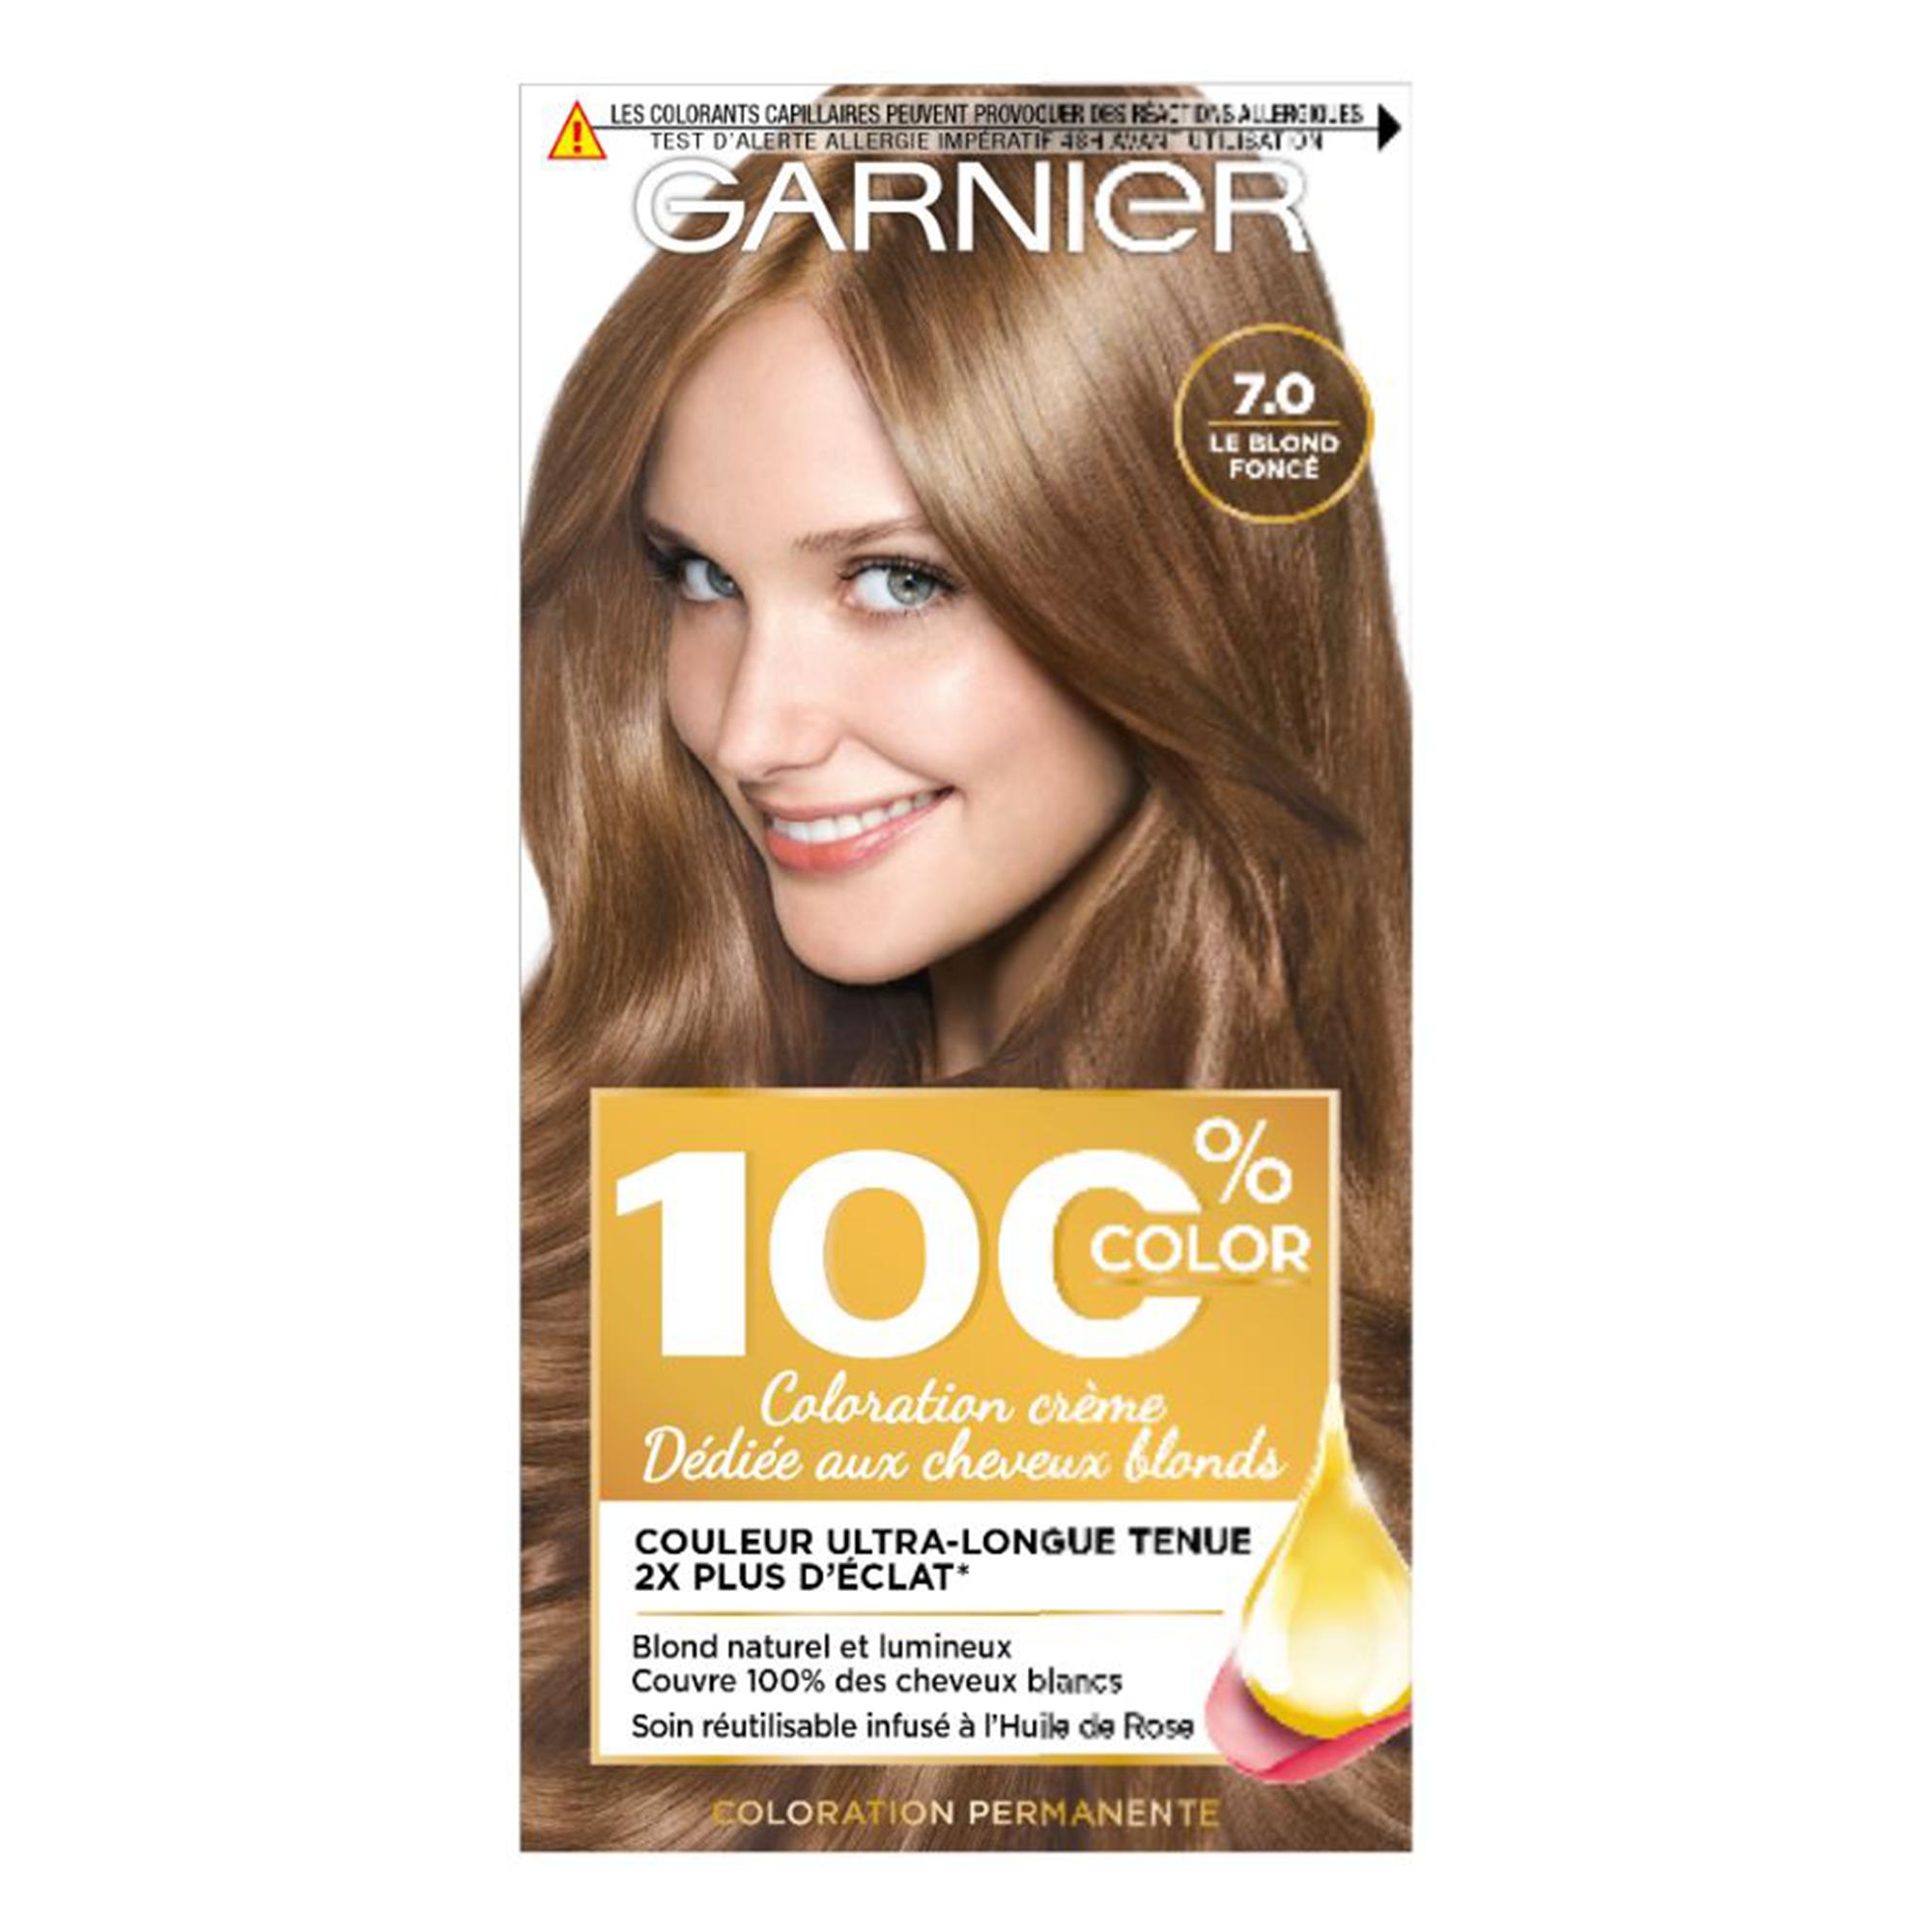 LES COLORANTS CAPILLAIRES PEUVENT PROVOQUER DES RÉACTIONS ALLERGIQUES
TEST D'ALERTE ALLERGIE IMPÉRATIF 48H AVANT UTILISATION
GARNIER
7.0
LE BLOND
FONCÉ
100%
COLOR
Coloration crème
Dédiée aux cheveux blonds
COULEUR ULTRA-LONGUE TENUE
2X PLUS D'ÉCLAT*
Blond naturel et lumineux
Couvre 100% des cheveux blancs
Soin réutilisable infusé à l'Huile de Rose
COLORATION PERMANENTE